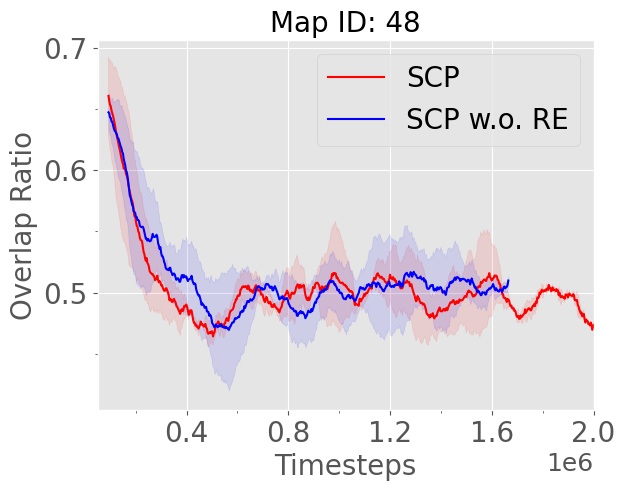 Map ID: 48
SCP
SCP w.o. RE
Overlap Ratio
0.7
0.6
0.5
0.4 0.8 1.2 1.6 2.0
1e6
Timesteps